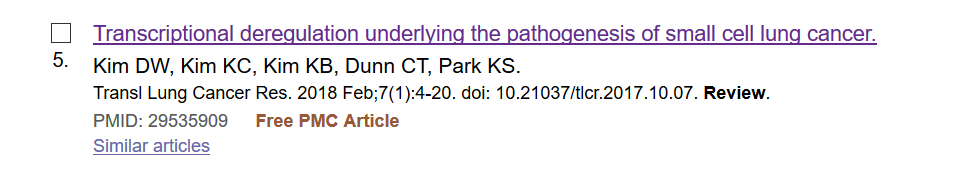 Transcriptional deregulation underlying the pathogenesis of small cell lung cancer.
5. Kim DW, Kim KC, Kim KB, Dunn CT, Park KS.
Transl Lung Cancer Res. 2018 Feb;7(1):4-20. doi: 10.21037/tlcr.2017.10.07. Review.
PMID: 29535909 Free PMC Article
Similar articles